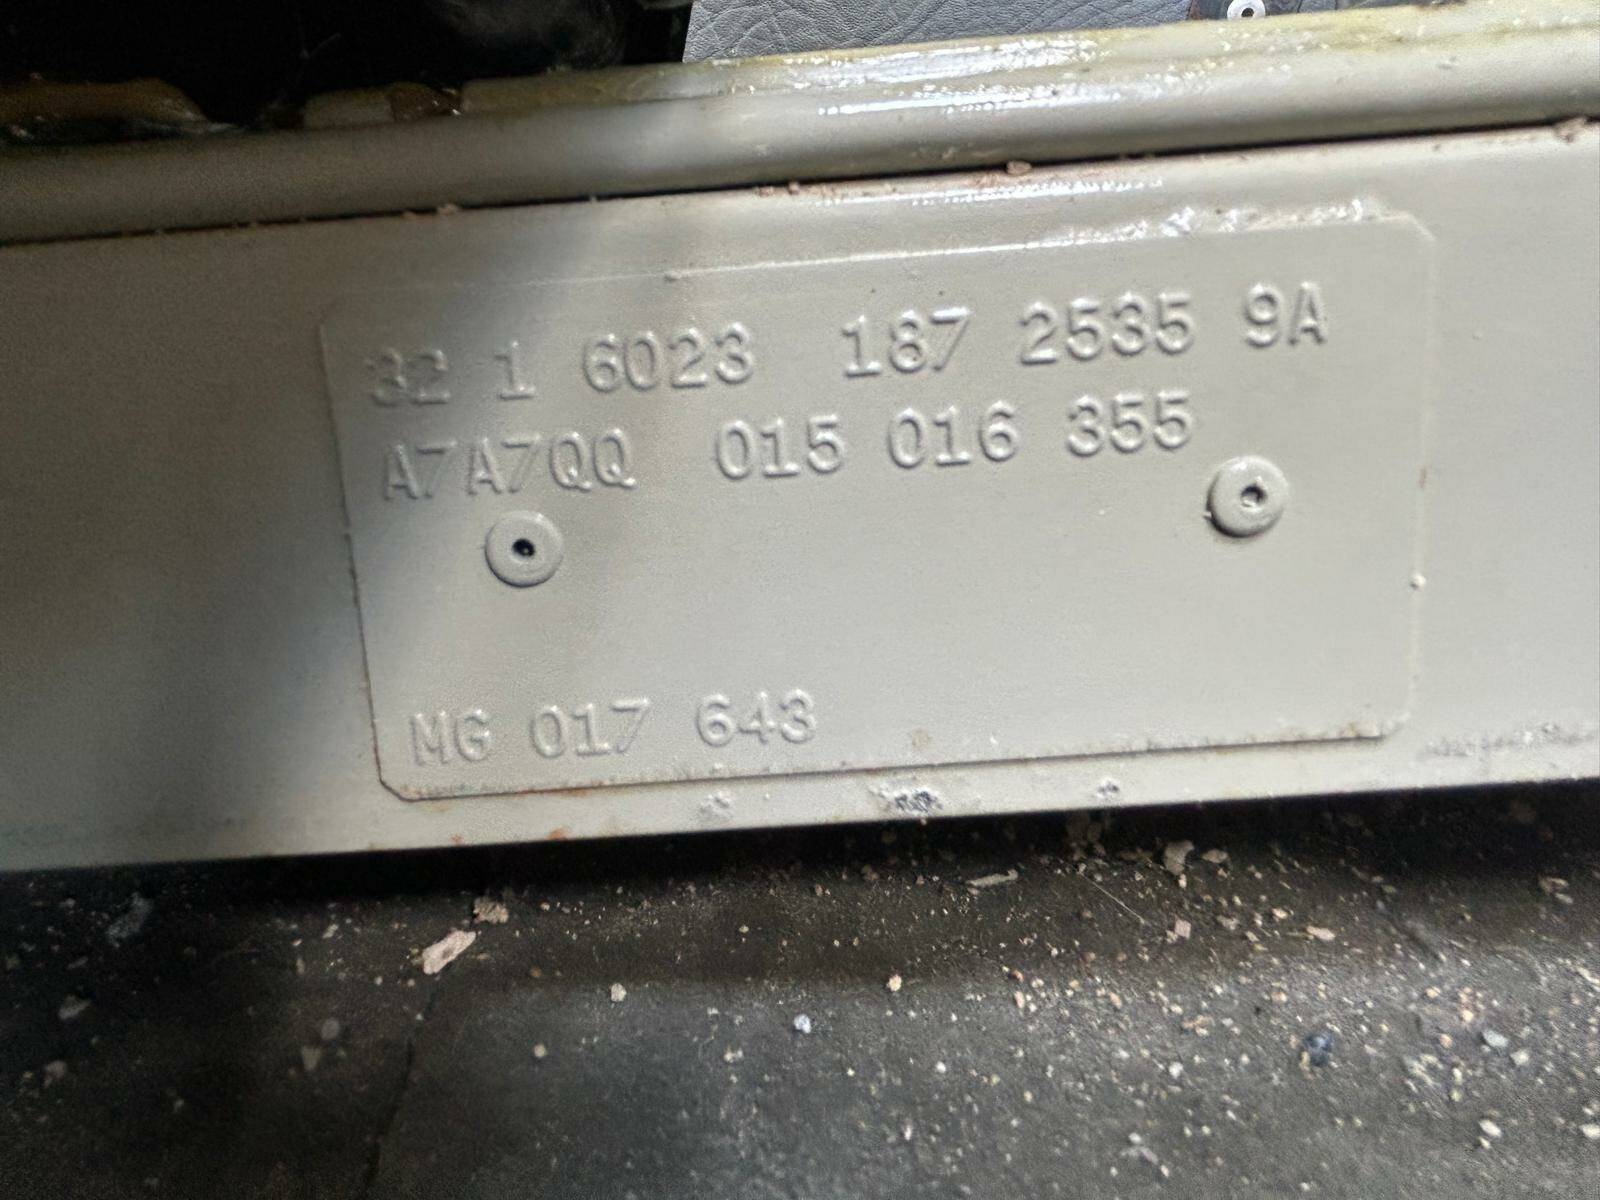 32 1 6023 187 2535 9A
A7A7QQ 015 016 355
MG 017 643